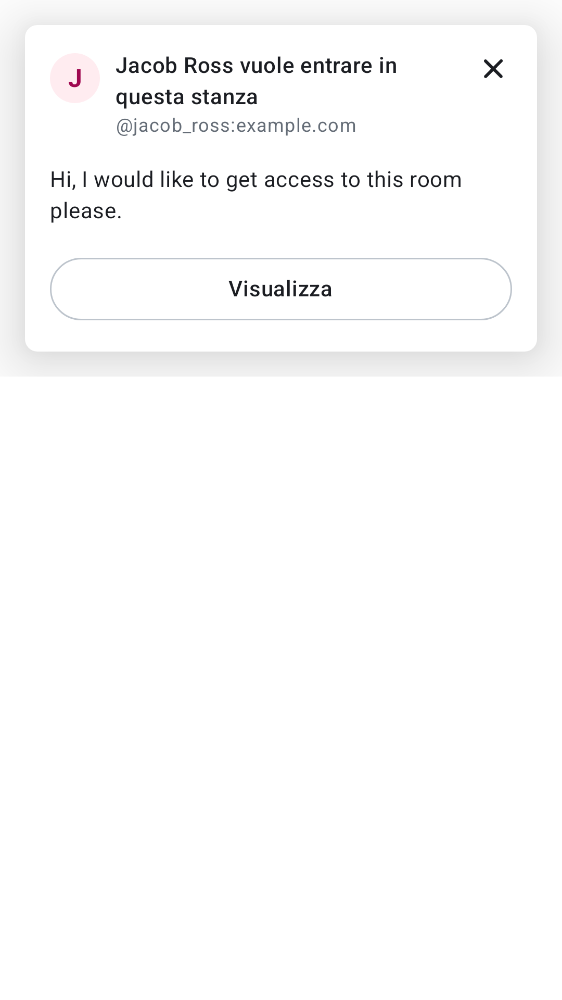 J
Jacob Ross vuole entrare in
questa stanza
@jacob_ross:example.com
Hi, I would like to get access to this room
please.
Visualizza